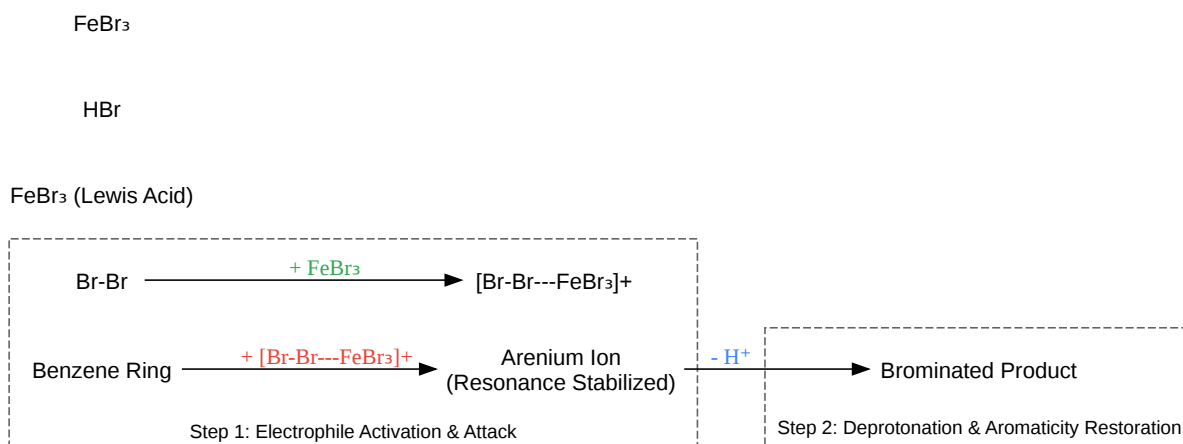 FeBr₃
HBr
FeBr₃ (Lewis Acid)
Br-Br
+ FeBr₃
[Br-Br---FeBr₃]+
Benzene Ring
+ [Br-Br---FeBr₃]+
Arenium Ion
(Resonance Stabilized)
- H⁺
Brominated Product
Step 1: Electrophile Activation & Attack
Step 2: Deprotonation & Aromaticity Restoration